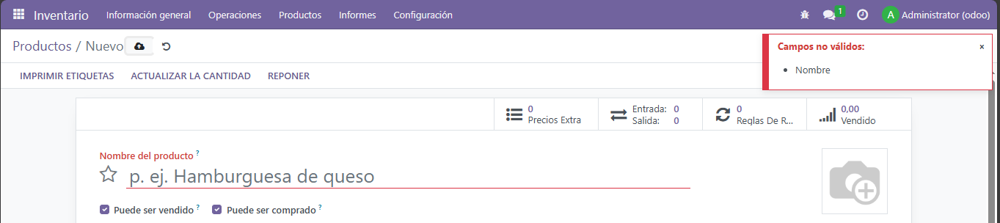 Inventario Información general Operaciones Productos Informes Configuración 1 A Administrator (odoo)
Productos / Nuevo
Campos no válidos: x
• Nombre
IMPRIMIR ETIQUETAS ACTUALIZAR LA CANTIDAD REPONER
0
Precios Extra
Entrada: 0
Salida: 0
0
Reglas De R...
0,00
Vendido
Nombre del producto ?
p. ej. Hamburguesa de queso
Puede ser vendido ? Puede ser comprado ?